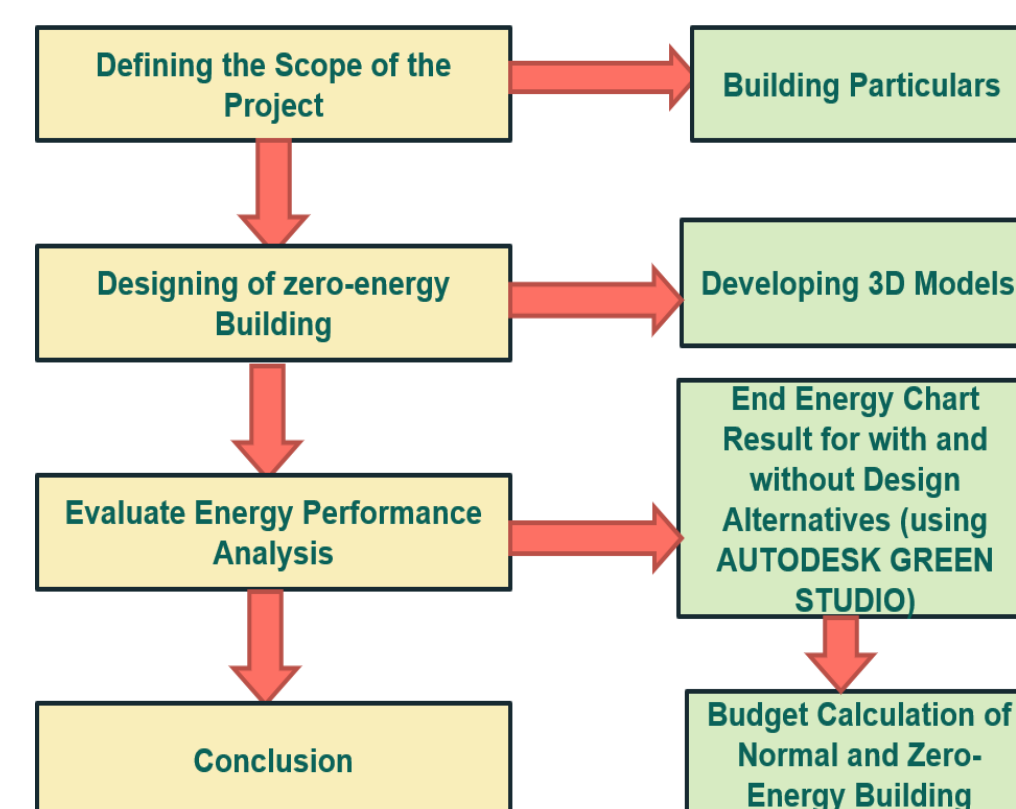 Defining the Scope of the
Project
Building Particulars
Designing of zero-energy
Building
Developing 3D Models
Evaluate Energy Performance
Analysis
End Energy Chart
Result for with and
without Design
Alternatives (using
AUTODESK GREEN
STUDIO)
Conclusion
Budget Calculation of
Normal and Zero-
Energy Building